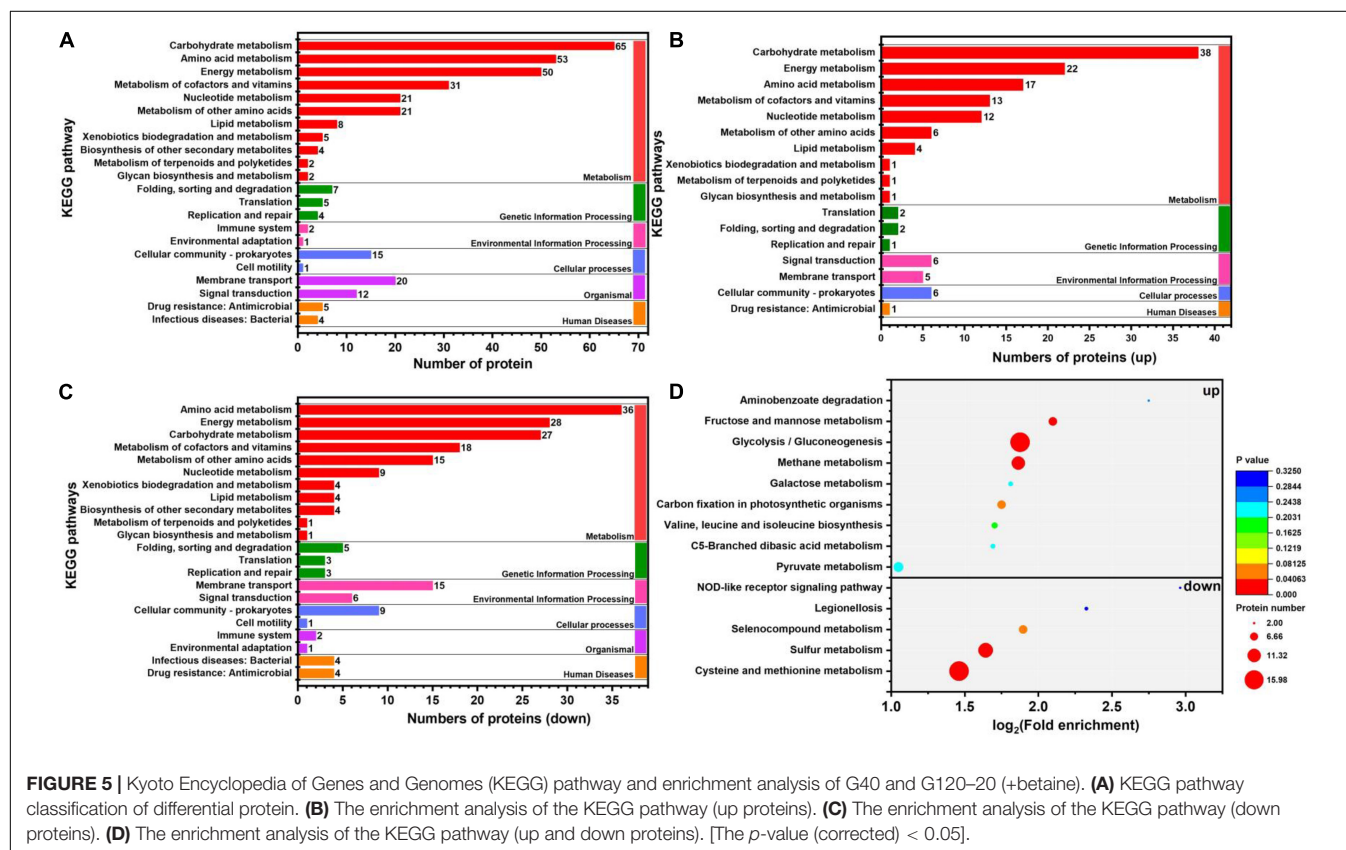 A
KEGG pathway
Carbohydrate metabolism 65
Amino acid metabolism 53
Energy metabolism 50
Metabolism of cofactors and vitamins 31
Nucleotide metabolism 21
Metabolism of other amino acids 21
Lipid metabolism 8
Xenobiotics biodegradation and metabolism 5
Biosynthesis of other secondary metabolites 4
Metabolism of terpenoids and polyketides 2
Glycan biosynthesis and metabolism 2 Metabolism
Folding, sorting and degradation 7
Translation 5
Replication and repair 4 Genetic Information Processing
Immune system 2
Environmental adaptation 1 Environmental Information Processing
Cellular community - prokaryotes 15
Cell motility 1 Cellular processes
Membrane transport 20
Signal transduction 12 Organismal
Drug resistance: Antimicrobial 5
Infectious diseases: Bacterial 4 Human Diseases
0 10 20 30 40 50 60 70
Number of protein
B
KEGG pathways
Carbohydrate metabolism 38
Energy metabolism 22
Amino acid metabolism 17
Metabolism of cofactors and vitamins 13
Nucleotide metabolism 12
Metabolism of other amino acids 6
Lipid metabolism 4
Xenobiotics biodegradation and metabolism 1
Metabolism of terpenoids and polyketides 1
Glycan biosynthesis and metabolism 1 Metabolism
Translation 2
Folding, sorting and degradation 2
Replication and repair 1 Genetic Information Processing
Signal transduction 6
Membrane transport 5 Environmental Information Processing
Cellular community - prokaryotes 6 Cellular processes
Drug resistance: Antimicrobial 1 Human Diseases
0 10 20 30 40
Numbers of proteins (up)
C
KEGG pathways
Amino acid metabolism 36
Energy metabolism 28
Carbohydrate metabolism 27
Metabolism of cofactors and vitamins 18
Metabolism of other amino acids 15
Nucleotide metabolism 9
Xenobiotics biodegradation and metabolism 4
Lipid metabolism 4
Biosynthesis of other secondary metabolites 4
Metabolism of terpenoids and polyketides 1
Glycan biosynthesis and metabolism 1 Metabolism
Folding, sorting and degradation 5
Translation 3
Replication and repair 3 Genetic Information Processing
Membrane transport 15
Signal transduction 6 Environmental Information Processing
Cellular community - prokaryotes 9
Cell motility 1 Cellular processes
Immune system 2
Environmental adaptation 1 Organismal
Infectious diseases: Bacterial 4
Drug resistance: Antimicrobial 4 Human Diseases
0 5 10 15 20 25 30 35
Numbers of proteins (down)
D
up
Aminobenzoate degradation
Fructose and mannose metabolism
Glycolysis / Gluconeogenesis
Methane metabolism
Galactose metabolism
Carbon fixation in photosynthetic organisms
Valine, leucine and isoleucine biosynthesis
C5-Branched dibasic acid metabolism
Pyruvate metabolism
NOD-like receptor signaling pathway down
Legionellosis
Selenocompound metabolism
Sulfur metabolism
Cysteine and methionine metabolism
1.0 1.5 2.0 2.5 3.0
log2(Fold enrichment)
P value
0.3250
0.2844
0.2438
0.2031
0.1625
0.1219
0.08125
0.04063
0.000
Protein number
2.00
6.66
11.32
15.98
FIGURE 5 | Kyoto Encyclopedia of Genes and Genomes (KEGG) pathway and enrichment analysis of G40 and G120–20 (+betaine). (A) KEGG pathway
classification of differential protein. (B) The enrichment analysis of the KEGG pathway (up proteins). (C) The enrichment analysis of the KEGG pathway (down
proteins). (D) The enrichment analysis of the KEGG pathway (up and down proteins). [The p-value (corrected) < 0.05].